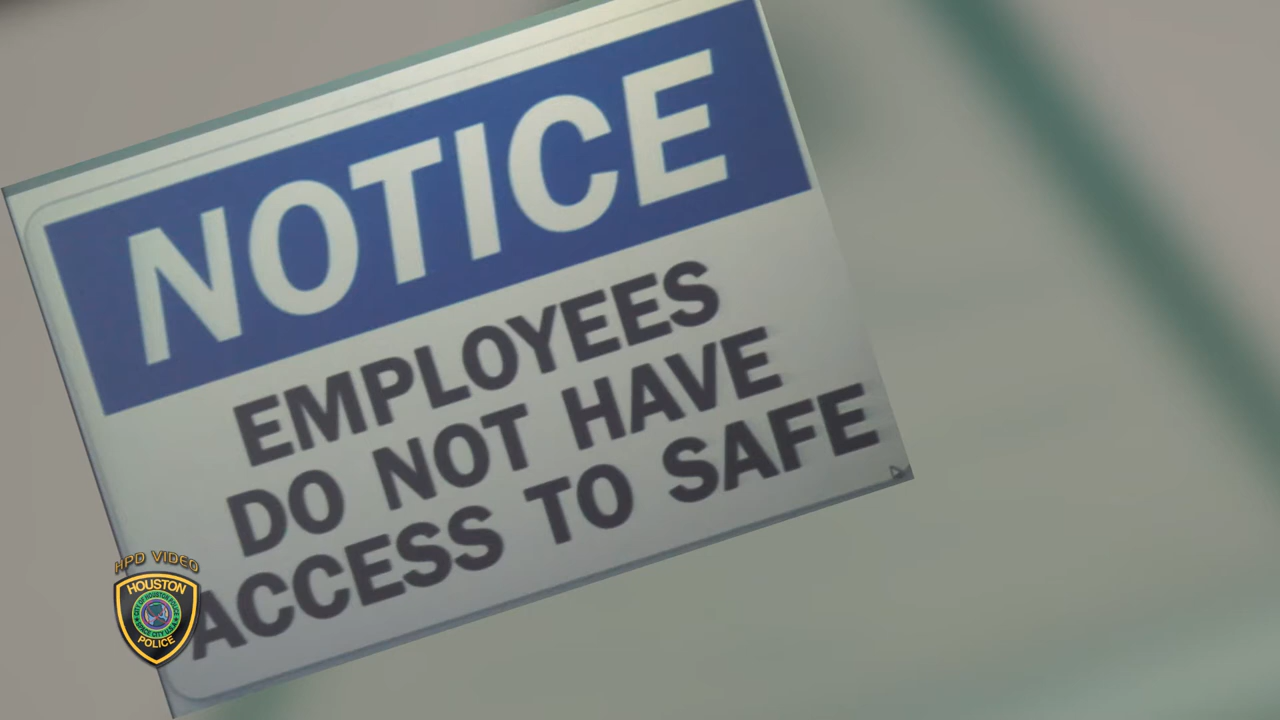 NOTICE
EMPLOYEES
DO NOT HAVE
ACCESS TO SAFE
HPD VIDEO
HOUSTON
POLICE